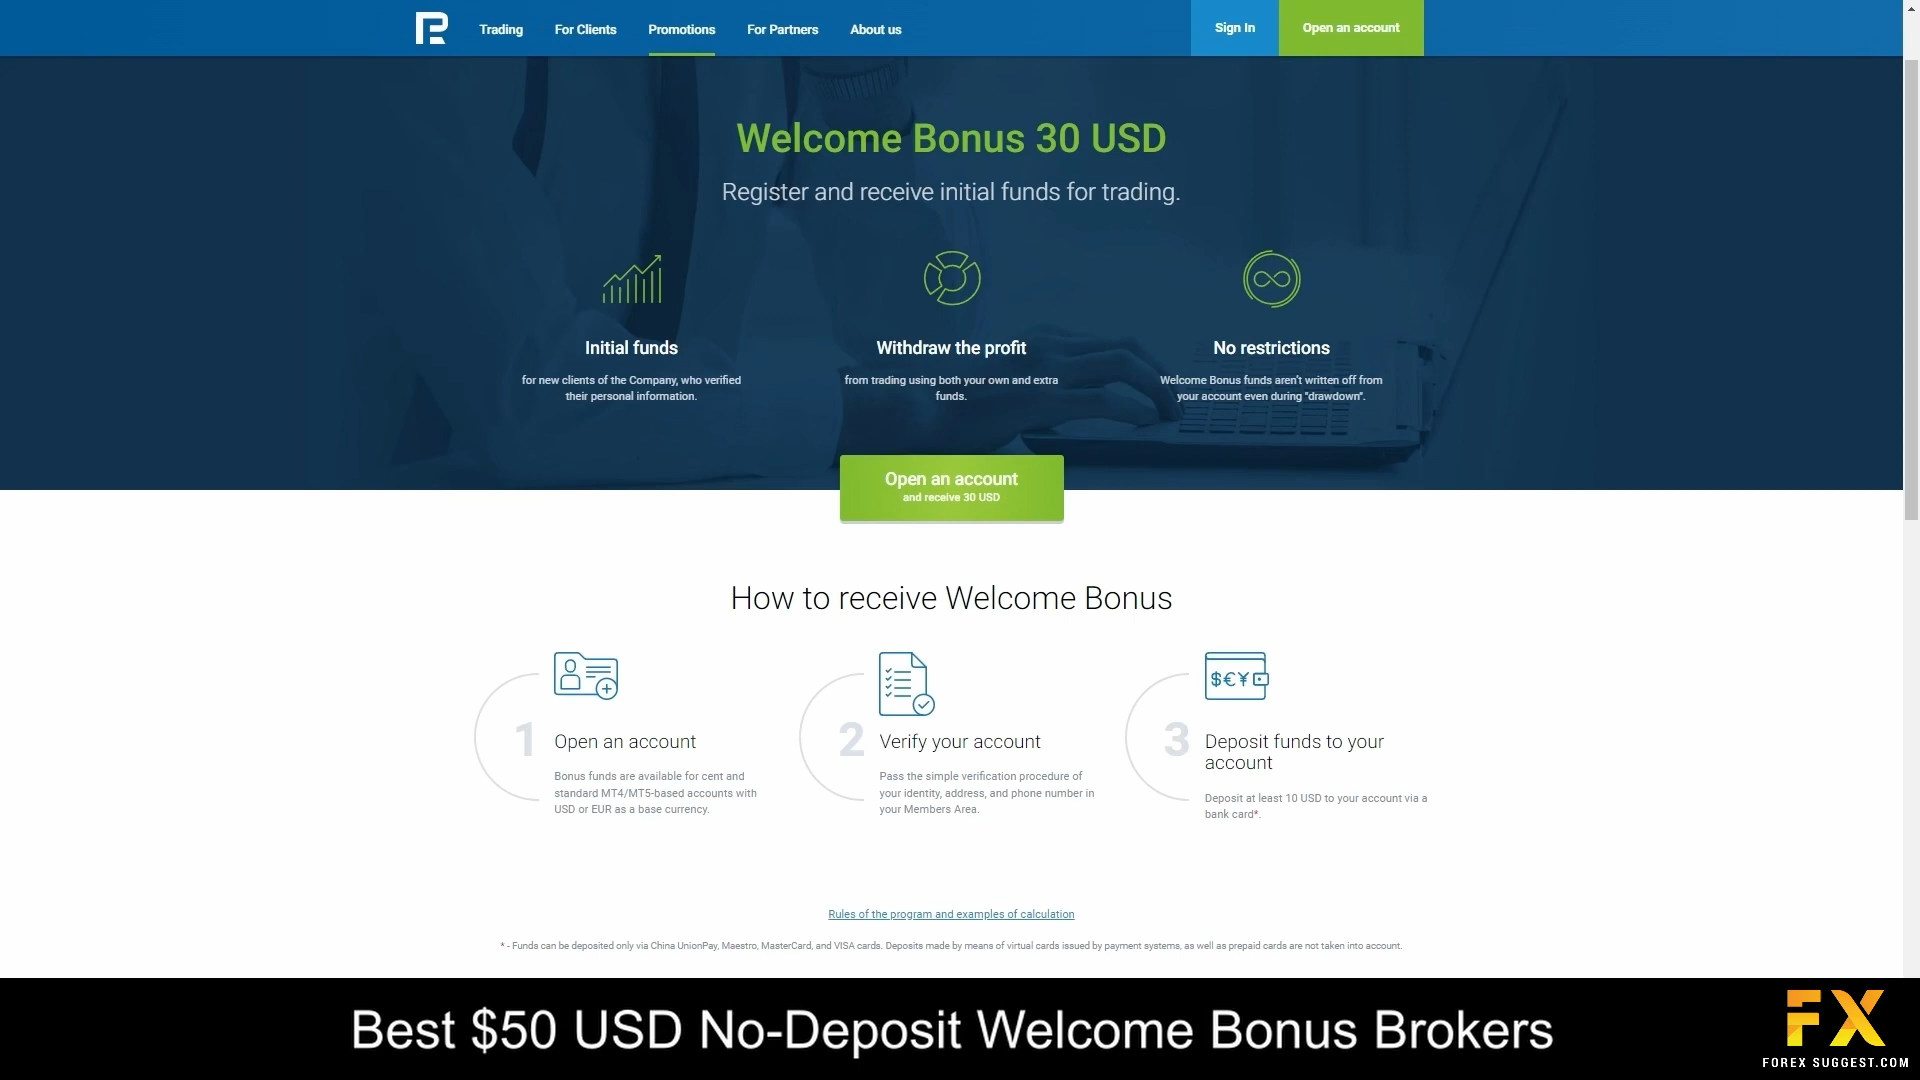 Trading For Clients Promotions For Partners About us Sign In Open an account
Welcome Bonus 30 USD
Register and receive initial funds for trading.
Initial funds
for new clients of the Company, who verified
their personal information.
Withdraw the profit
from trading using both your own and extra
funds.
No restrictions
Welcome Bonus funds aren't written off from
your account even during "drawdown".
Open an account
and receive 30 USD
How to receive Welcome Bonus
1
Open an account
Bonus funds are available for cent and
standard MT4/MT5-based accounts with
USD or EUR as a base currency.
2
Verify your account
Pass the simple verification procedure of
your identity, address, and phone number in
your Members Area.
$€¥
3
Deposit funds to your
account
Deposit at least 10 USD to your account via a
bank card*.
Rules of the program and examples of calculation
* - Funds can be deposited only via China UnionPay, Maestro, MasterCard, and VISA cards. Deposits made by means of virtual cards issued by payment systems, as well as prepaid cards are not taken into account.
Best $50 USD No-Deposit Welcome Bonus Brokers
FX
FOREX SUGGEST.COM